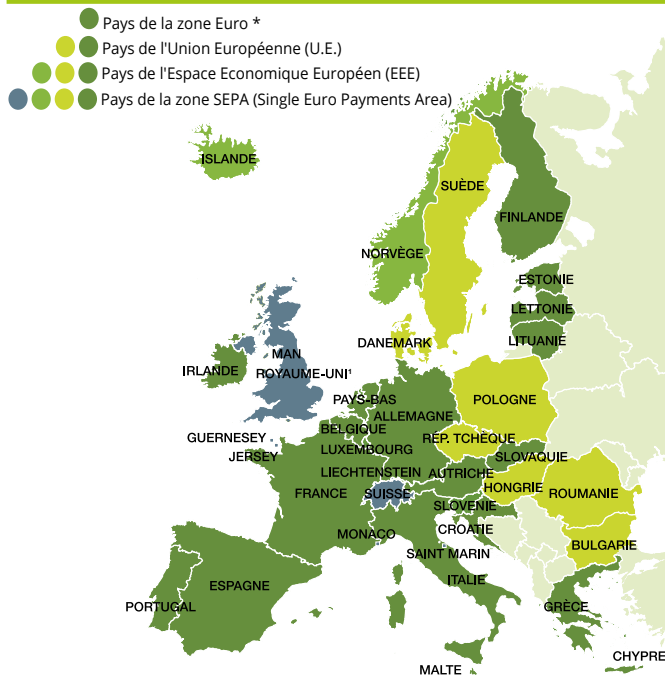 Pays de la zone Euro *
Pays de l'Union Européenne (U.E.)
Pays de l'Espace Economique Européen (EEE)
Pays de la zone SEPA (Single Euro Payments Area)
ISLANDE
SUÈDE
FINLANDE
NORVÈGE
ESTONIE
LETTONIE
LITUANIE
DANEMARK
MAN
IRLANDE
ROYAUME-UNI¹
PAYS-BAS
POLOGNE
ALLEMAGNE
BELGIQUE
GUERNESEY
RÉP. TCHÈQUE
JERSEY
LUXEMBOURG
SLOVAQUIE
LIECHTENSTEIN
AUTRICHE
FRANCE
SUISSE
HONGRIE
ROUMANIE
SLOVENIE
MONACO
CROATIE
BULGARIE
SAINT MARIN
ESPAGNE
ITALIE
PORTUGAL
GRÈCE
CHYPRE
MALTE